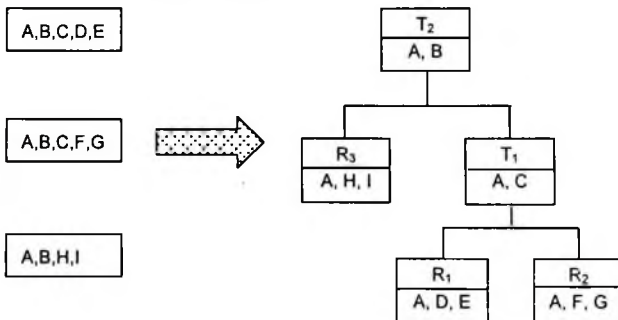 A,B,C,D,E
A,B,C,F,G
A,B,H,I
T₂
A, B
R₃
A, H, I
T₁
A, C
R₁
A, D, E
R₂
A, F, G